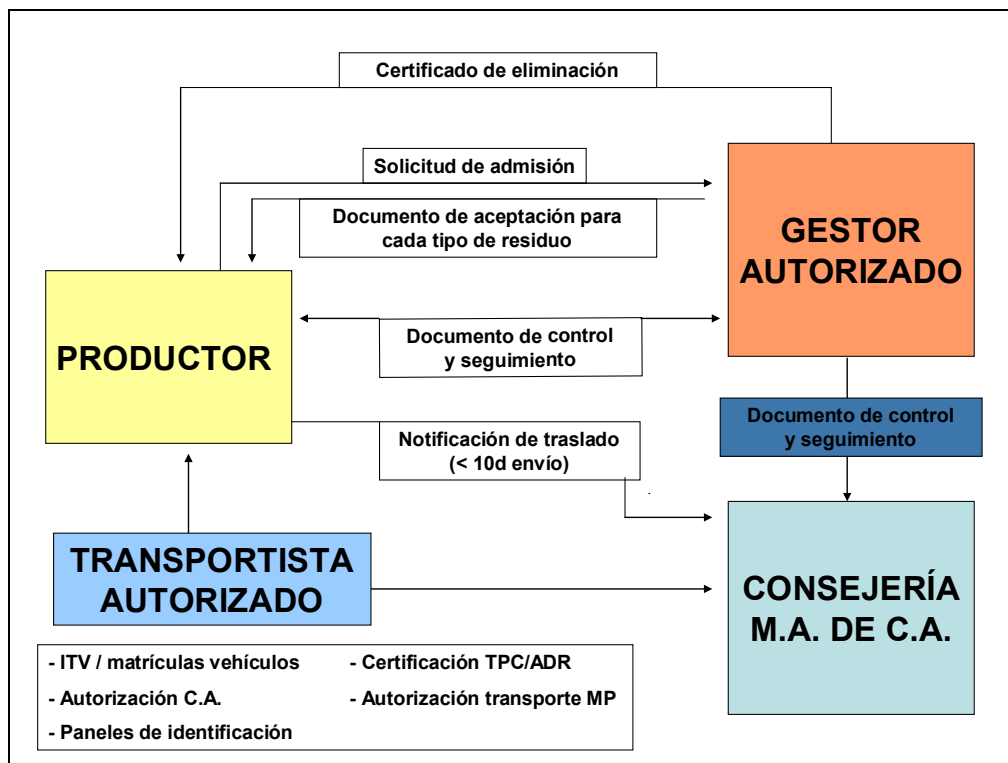 Certificado de eliminación
Solicitud de admisión
Documento de aceptación para
cada tipo de residuo
GESTOR
AUTORIZADO
PRODUCTOR
Documento de control
y seguimiento
Documento de control
y seguimiento
Notificación de traslado
(< 10d envío)
TRANSPORTISTA
AUTORIZADO
CONSEJERÍA
M.A. DE C.A.
- ITV / matrículas vehículos
- Certificación TPC/ADR
- Autorización C.A.
- Autorización transporte MP
- Paneles de identificación